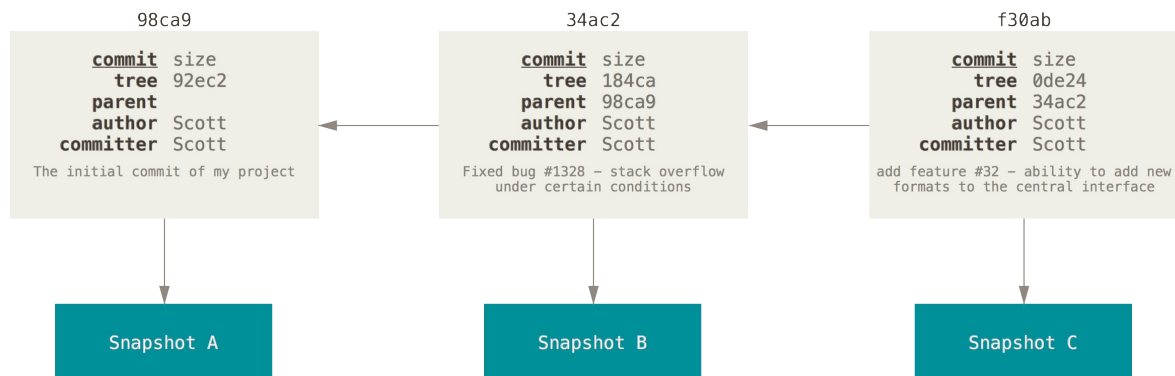 98ca9
commit size
tree 92ec2
parent
author Scott
committer Scott
The initial commit of my project
Snapshot A
34ac2
commit size
tree 184ca
parent 98ca9
author Scott
committer Scott
Fixed bug #1328 – stack overflow
under certain conditions
Snapshot B
f30ab
commit size
tree 0de24
parent 34ac2
author Scott
committer Scott
add feature #32 – ability to add new
formats to the central interface
Snapshot C